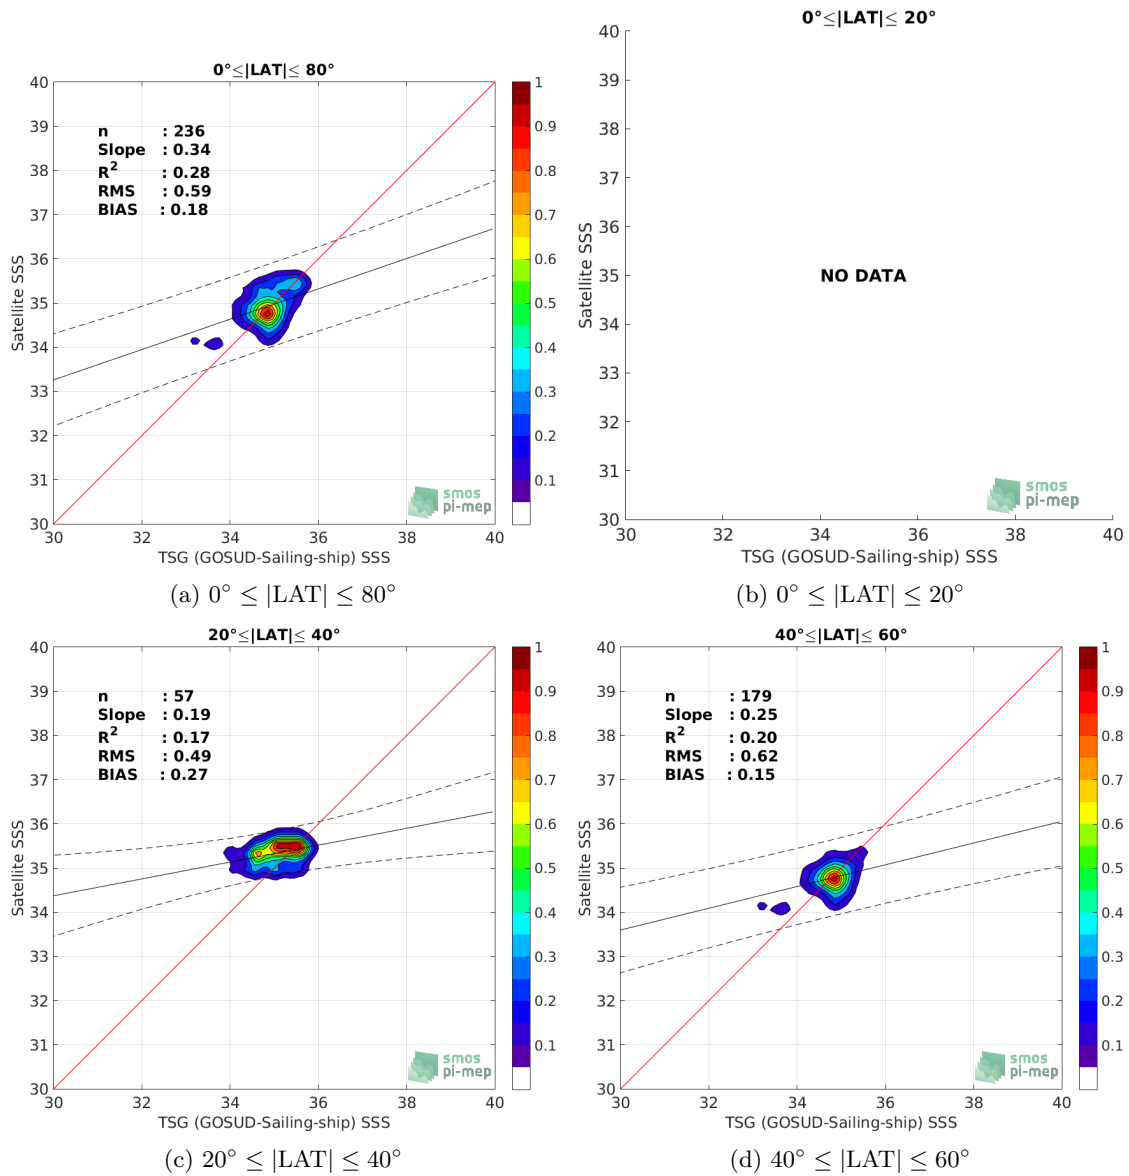 0°≤|LAT|≤ 80°
n : 236
Slope : 0.34
R² : 0.28
RMS : 0.59
BIAS : 0.18
40
39
38
37
36
35
34
33
32
31
30
Satellite SSS
30 32 34 36 38 40
TSG (GOSUD-Sailing-ship) SSS
1
0.9
0.8
0.7
0.6
0.5
0.4
0.3
0.2
0.1
smos
pi-mep
(a) 0° ≤ |LAT| ≤ 80°
0°≤|LAT|≤ 20°
40
39
38
37
36
35
34
33
32
31
30
Satellite SSS
NO DATA
smos
pi-mep
30 32 34 36 38 40
TSG (GOSUD-Sailing-ship) SSS
(b) 0° ≤ |LAT| ≤ 20°
20°≤|LAT|≤ 40°
n : 57
Slope : 0.19
R² : 0.17
RMS : 0.49
BIAS : 0.27
40
39
38
37
36
35
34
33
32
31
30
Satellite SSS
30 32 34 36 38 40
TSG (GOSUD-Sailing-ship) SSS
1
0.9
0.8
0.7
0.6
0.5
0.4
0.3
0.2
0.1
smos
pi-mep
(c) 20° ≤ |LAT| ≤ 40°
40°≤|LAT|≤ 60°
n : 179
Slope : 0.25
R² : 0.20
RMS : 0.62
BIAS : 0.15
40
39
38
37
36
35
34
33
32
31
30
Satellite SSS
30 32 34 36 38 40
TSG (GOSUD-Sailing-ship) SSS
1
0.9
0.8
0.7
0.6
0.5
0.4
0.3
0.2
0.1
smos
pi-mep
(d) 40° ≤ |LAT| ≤ 60°